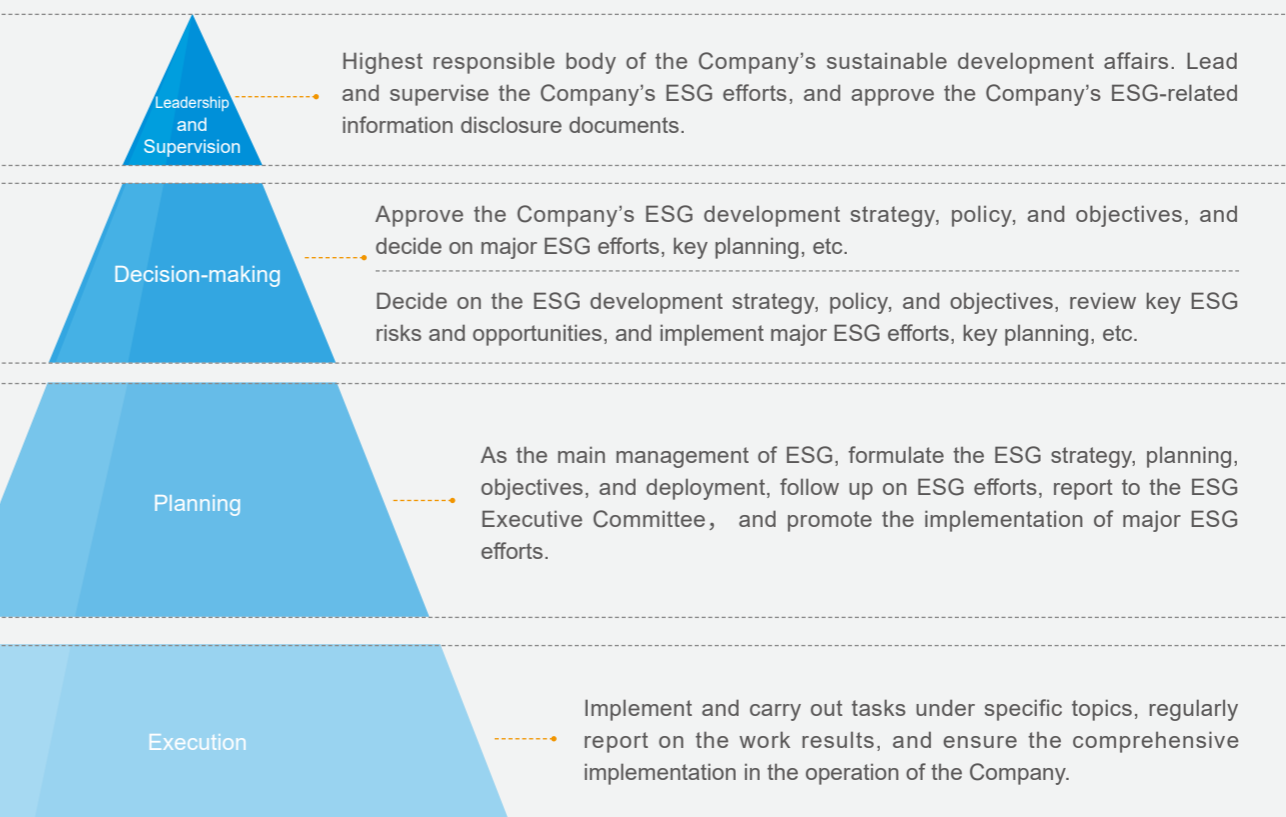 Leadership
and
Supervision
Highest responsible body of the Company’s sustainable development affairs. Lead
and supervise the Company’s ESG efforts, and approve the Company’s ESG-related
information disclosure documents.
Decision-making
Approve the Company’s ESG development strategy, policy, and objectives, and
decide on major ESG efforts, key planning, etc.
Decide on the ESG development strategy, policy, and objectives, review key ESG
risks and opportunities, and implement major ESG efforts, key planning, etc.
Planning
As the main management of ESG, formulate the ESG strategy, planning,
objectives, and deployment, follow up on ESG efforts, report to the ESG
Executive Committee， and promote the implementation of major ESG
efforts.
Execution
Implement and carry out tasks under specific topics, regularly
report on the work results, and ensure the comprehensive
implementation in the operation of the Company.